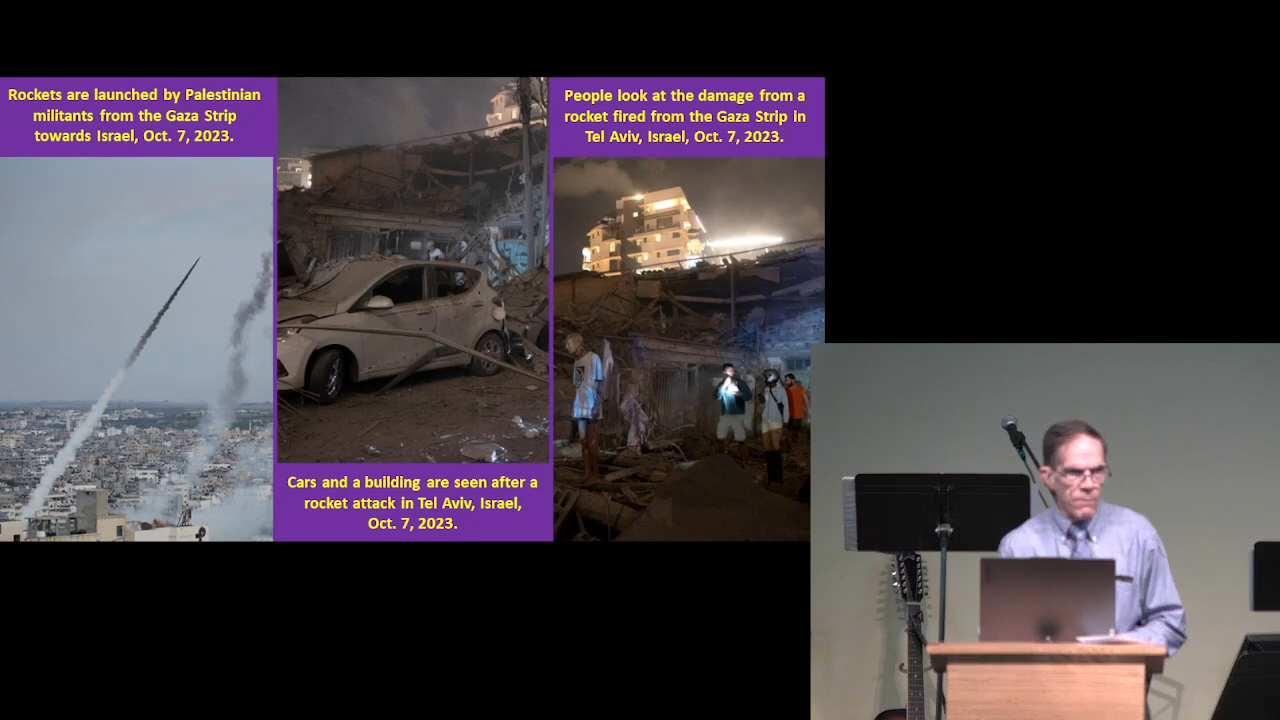 Rockets are launched by Palestinian
militants from the Gaza Strip
towards Israel, Oct. 7, 2023.
Cars and a building are seen after a
rocket attack in Tel Aviv, Israel,
Oct. 7, 2023.
People look at the damage from a
rocket fired from the Gaza Strip in
Tel Aviv, Israel, Oct. 7, 2023.